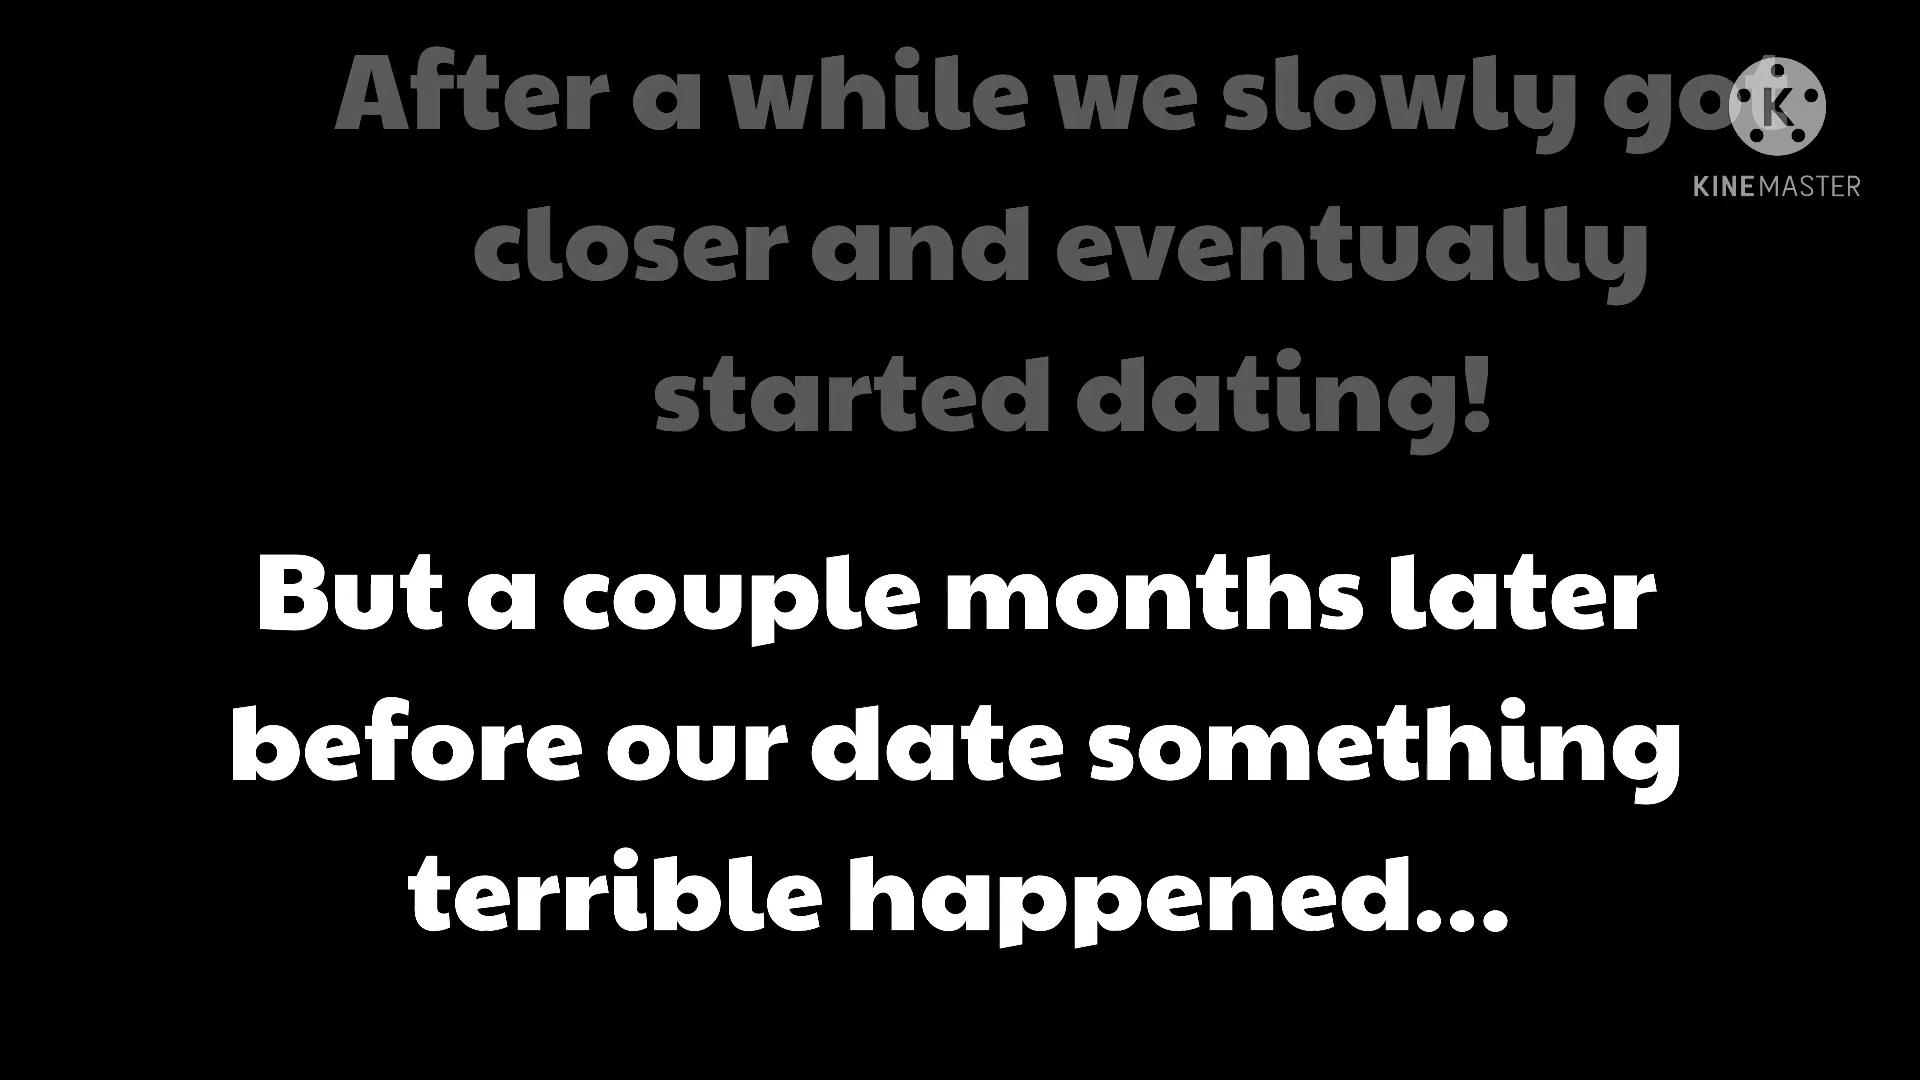 After a while we slowly got
closer and eventually
started dating!
But a couple months later
before our date something
terrible happened...
K
KINEMASTER